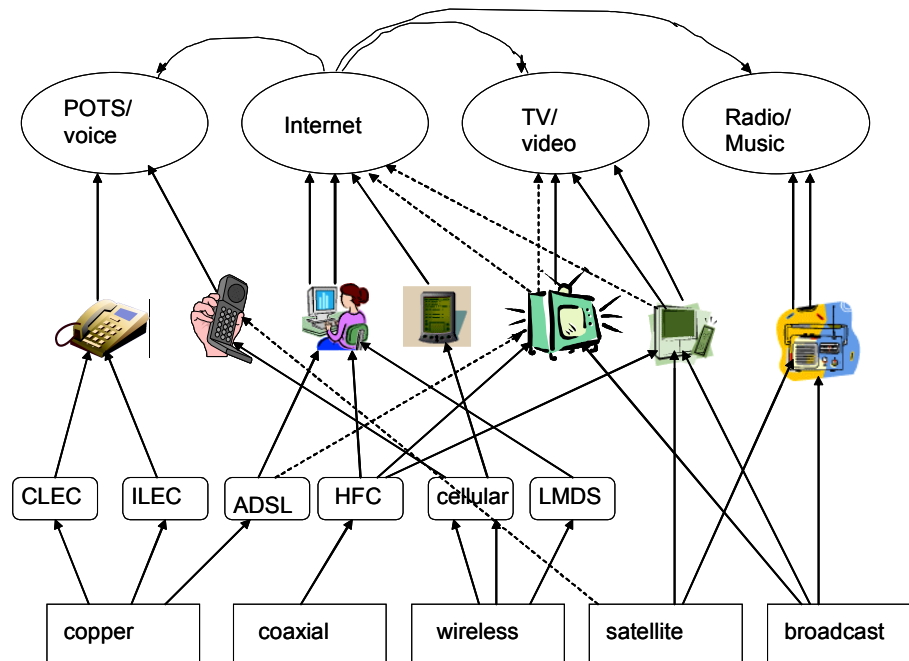 POTS/
voice
Internet
TV/
video
Radio/
Music
CLEC
ILEC
ADSL
HFC
cellular
LMDS
copper
coaxial
wireless
satellite
broadcast